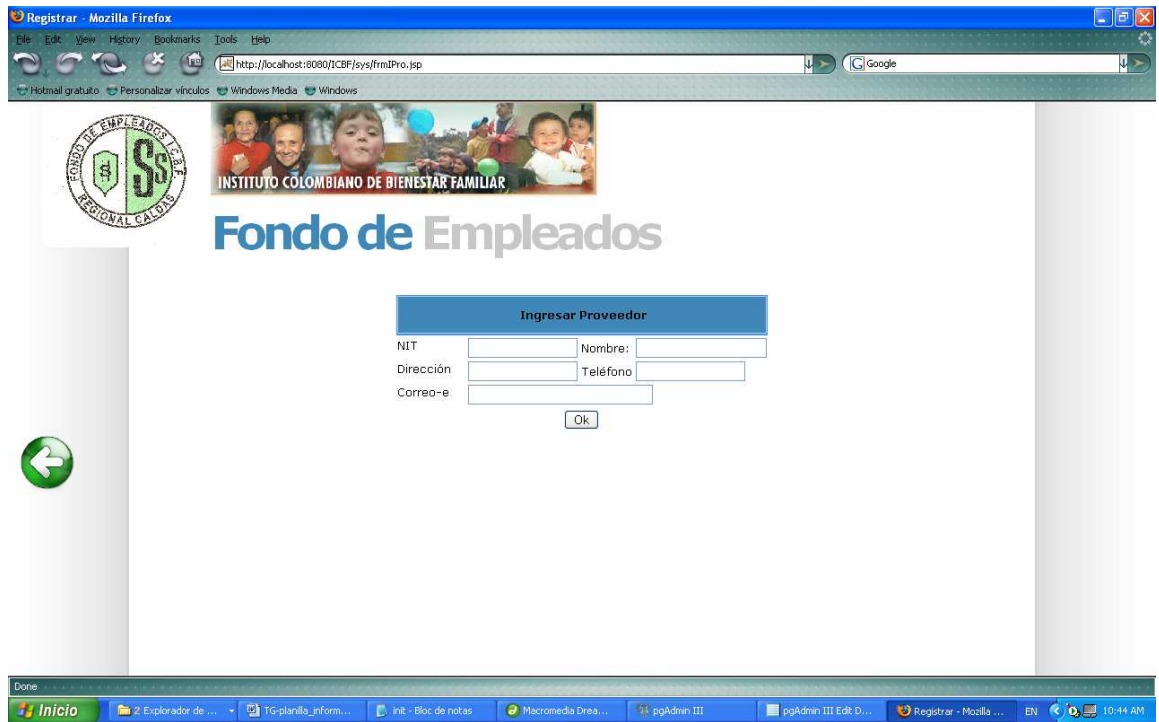 Registrar - Mozilla Firefox
File Edit View History Bookmarks Tools Help
http://localhost:8080/ICBF/sys/frmIPro.jsp
Google
Hotmail gratuito Personalizar vínculos Windows Media Windows
FONDO DE EMPLEADOS I.C.B.F.
REGIONAL CALDAS
INSTITUTO COLOMBIANO DE BIENESTAR FAMILIAR
Fondo de Empleados
Ingresar Proveedor
NIT Nombre:
Dirección Teléfono
Correo-e
Ok
Done
Inicio 2 Explorador de ... TG-planilla_inform... init - Bloc de notas Macromedia Drea... pgAdmin III pgAdmin III Edit D... Registrar - Mozilla ... EN 10:44 AM